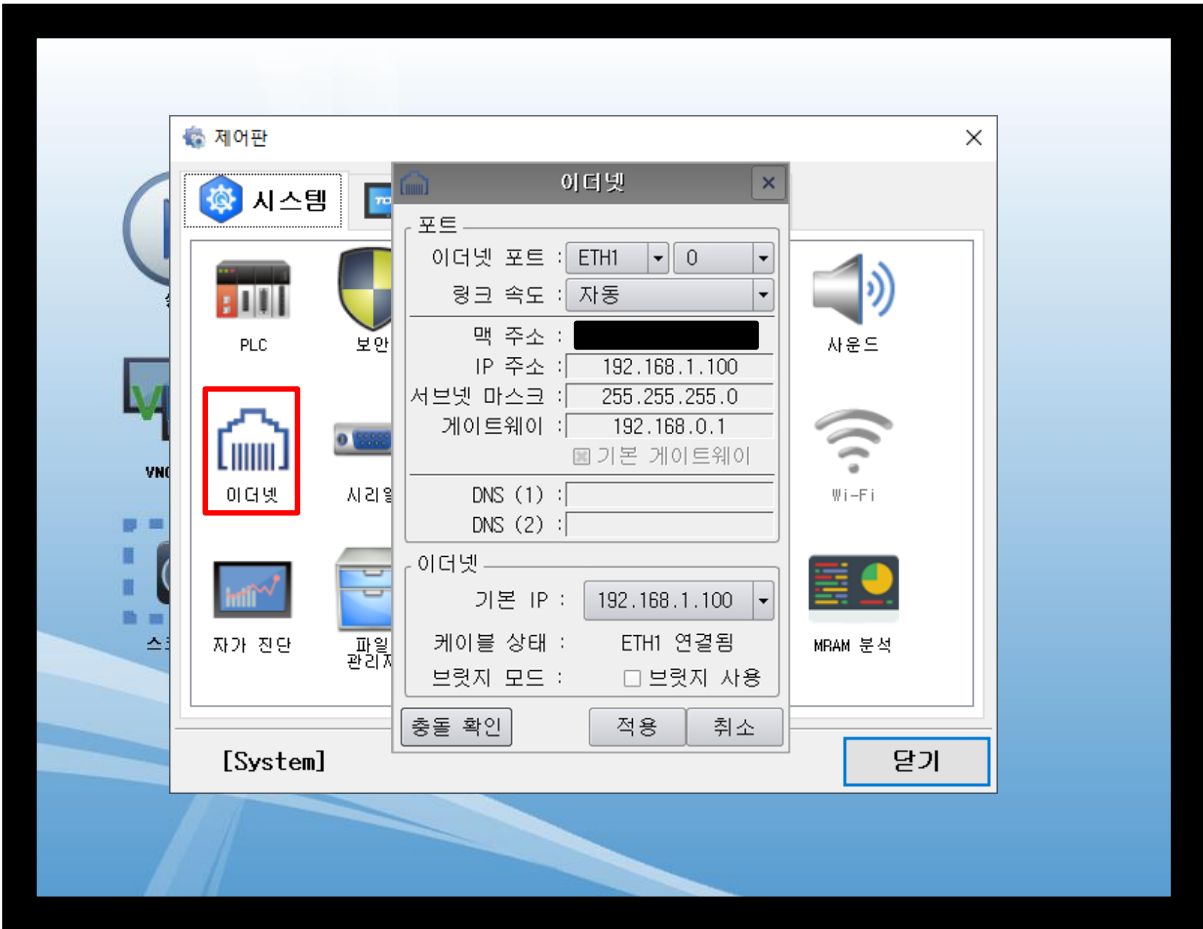 제어판
시스템
이더넷
포트
이더넷 포트 : ETH1 0
링크 속도 : 자동
맥 주소 :
IP 주소 : 192.168.1.100
서브넷 마스크 : 255.255.255.0
게이트웨이 : 192.168.0.1
기본 게이트웨이
DNS (1) :
DNS (2) :
이더넷
기본 IP : 192.168.1.100
케이블 상태 : ETH1 연결됨
브릿지 모드 : 브릿지 사용
충돌 확인 적용 취소
PLC
보안
사운드
VNC
이더넷
시리얼
Wi-Fi
자가 진단
파일
관리자
MRAM 분석
[System]
닫기